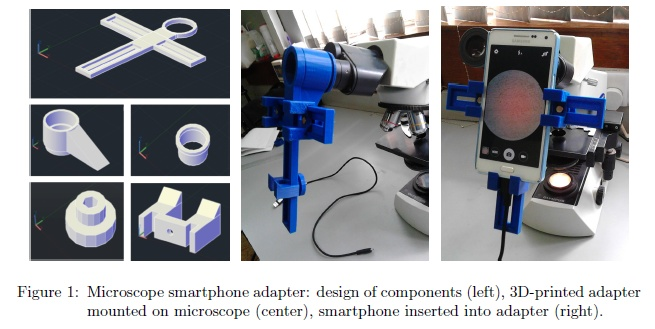 Figure 1: Microscope smartphone adapter: design of components (left), 3D-printed adapter
mounted on microscope (center), smartphone inserted into adapter (right).